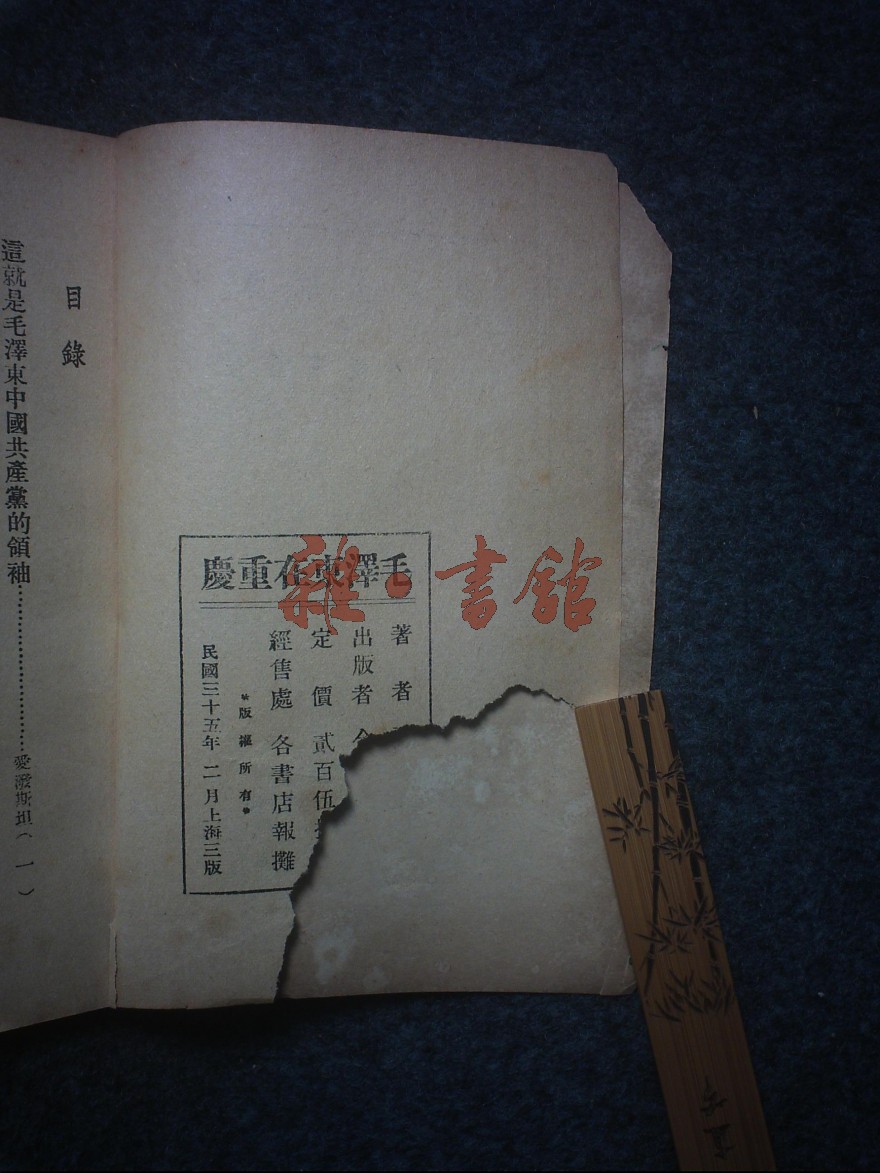 毛澤東在重慶
著者
出版者
定價 貳百伍
經售處 各書店報攤
*版權所有*
民國三十五年二月上海三版
目錄
這就是毛澤東中國共產黨的領袖……愛潑斯坦(一)
雜書館